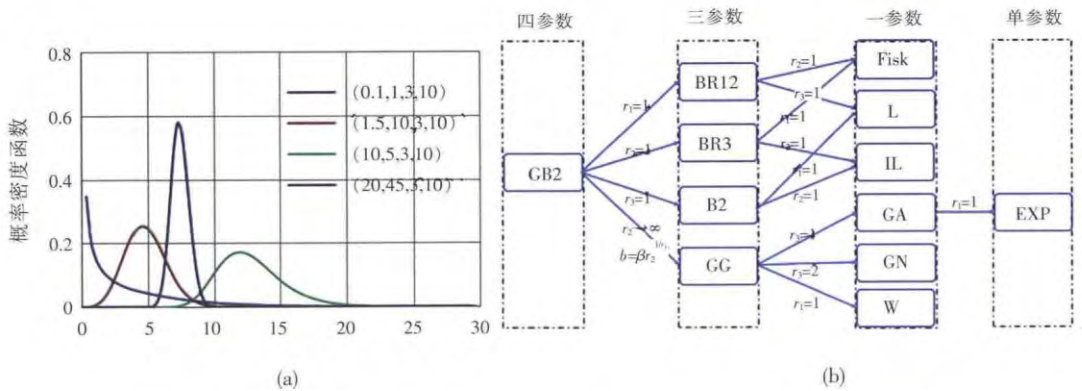 概率密度函数
0.8
0.6
0.4
0.2
0
0 5 10 15 20 25 30
(0.1,1,3,10)
(1.5,10,3,10)
(10,5,3,10)
(20,45,3,10)
(a)
四参数
三参数
一参数
单参数
GB2
BR12
BR3
B2
GG
Fisk
L
IL
GA
GN
W
EXP
r₁=1
r₃=1
r₂→∞
r₂=1
r₃=1
r₁=1
r₂=1
r₃=2
r₁=1
r₁=1
(b)